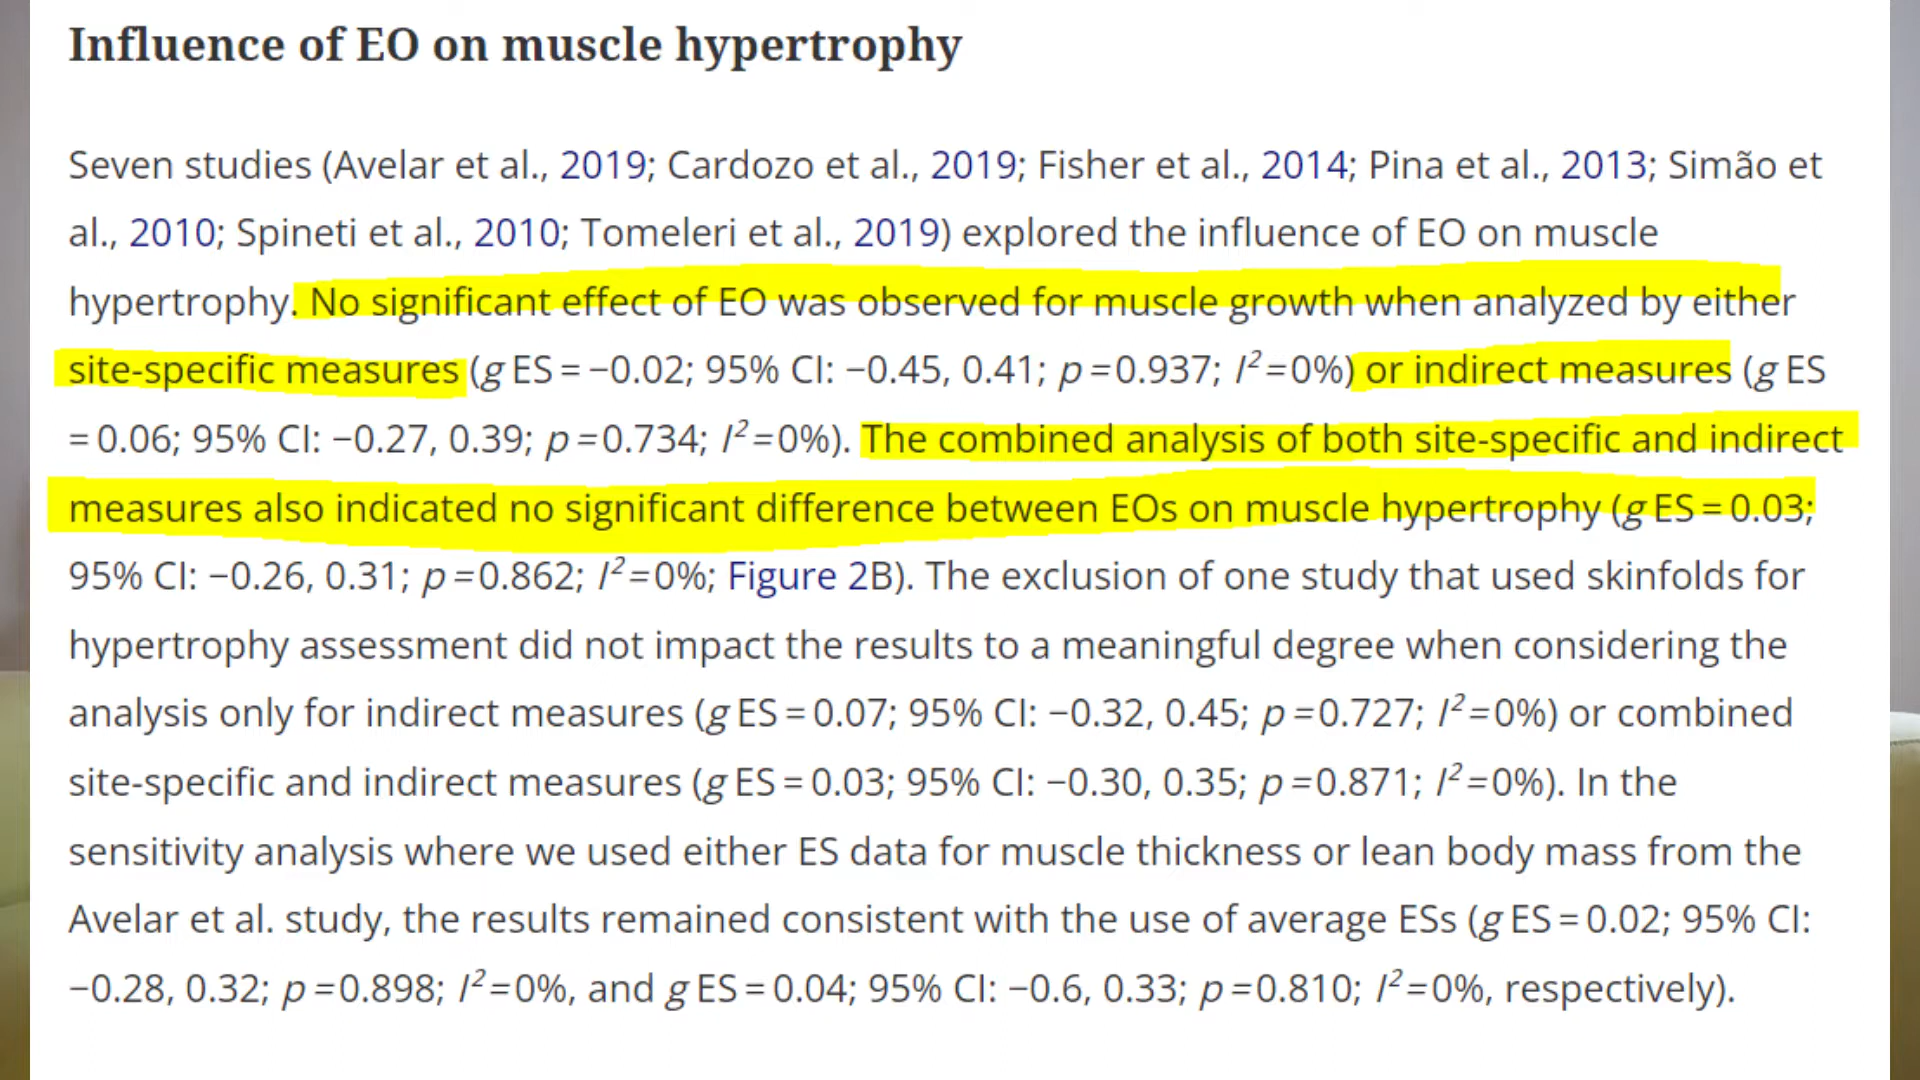 Influence of EO on muscle hypertrophy
Seven studies (Avelar et al., 2019; Cardozo et al., 2019; Fisher et al., 2014; Pina et al., 2013; Simão et
al., 2010; Spineti et al., 2010; Tomeleri et al., 2019) explored the influence of EO on muscle
hypertrophy. No significant effect of EO was observed for muscle growth when analyzed by either
site-specific measures (g ES = −0.02; 95% CI: −0.45, 0.41; p = 0.937; I² = 0%) or indirect measures (g ES
= 0.06; 95% CI: −0.27, 0.39; p = 0.734; I² = 0%). The combined analysis of both site-specific and indirect
measures also indicated no significant difference between EOs on muscle hypertrophy (g ES = 0.03;
95% CI: −0.26, 0.31; p = 0.862; I² = 0%; Figure 2B). The exclusion of one study that used skinfolds for
hypertrophy assessment did not impact the results to a meaningful degree when considering the
analysis only for indirect measures (g ES = 0.07; 95% CI: −0.32, 0.45; p = 0.727; I² = 0%) or combined
site-specific and indirect measures (g ES = 0.03; 95% CI: −0.30, 0.35; p = 0.871; I² = 0%). In the
sensitivity analysis where we used either ES data for muscle thickness or lean body mass from the
Avelar et al. study, the results remained consistent with the use of average ESs (g ES = 0.02; 95% CI:
−0.28, 0.32; p = 0.898; I² = 0%, and g ES = 0.04; 95% CI: −0.6, 0.33; p = 0.810; I² = 0%, respectively).